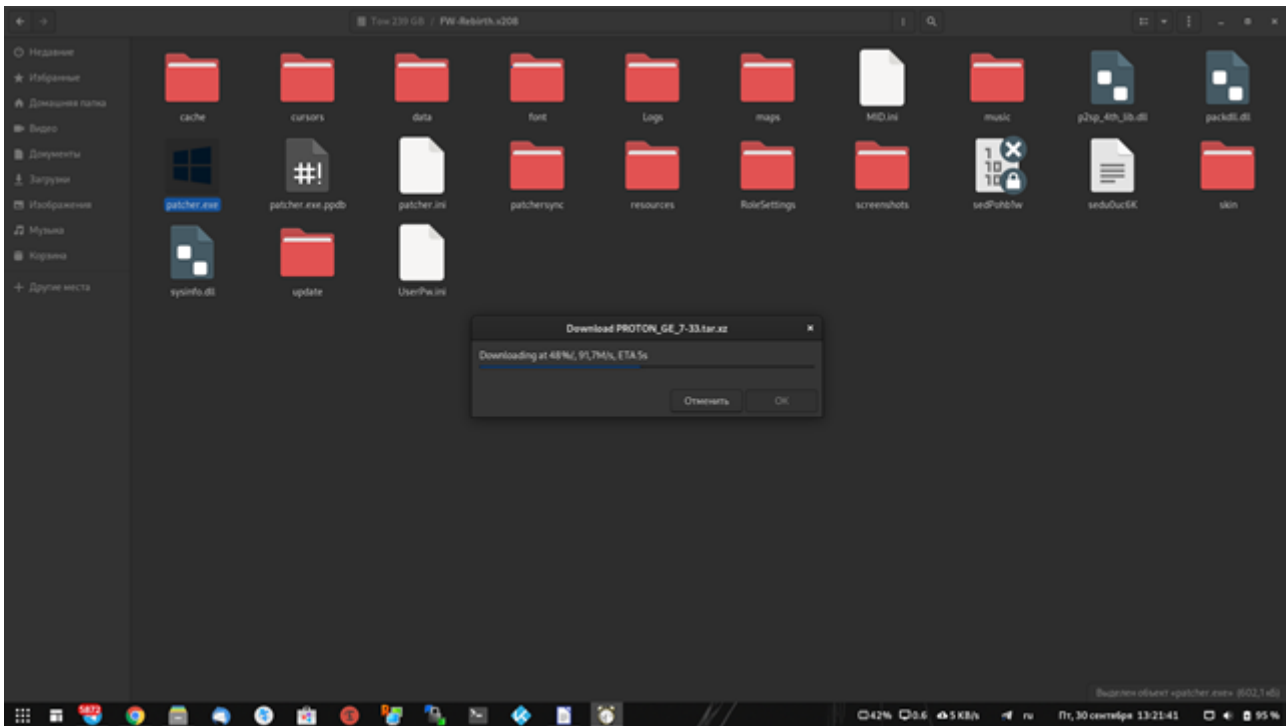 Tом 239 GB / FW-Rebirth.v208
Недавние
Избранные
Домашняя папка
Видео
Документы
Загрузки
Изображения
Музыка
Корзина
Другие места
cache
cursors
data
font
Logs
maps
MID.ini
music
p2sp_4th_lib.dll
packdll.dll
patcher.exe
patcher.exe.ppdb
patcher.ini
patchersync
resources
RoleSettings
screenshots
sedPohb1w
sedu0uc6K
skin
sysinfo.dll
update
UserPw.ini
Download PROTON_GE_7-33.tar.xz
Downloading at 48%(, 91,7M/s, ETA 5s
Отменить
OK
Выделен объект «patcher.exe» (602,1 кБ)
5872
42% 0.6 5 KB/s ru Пт, 30 сентября 13:21:41 95 %